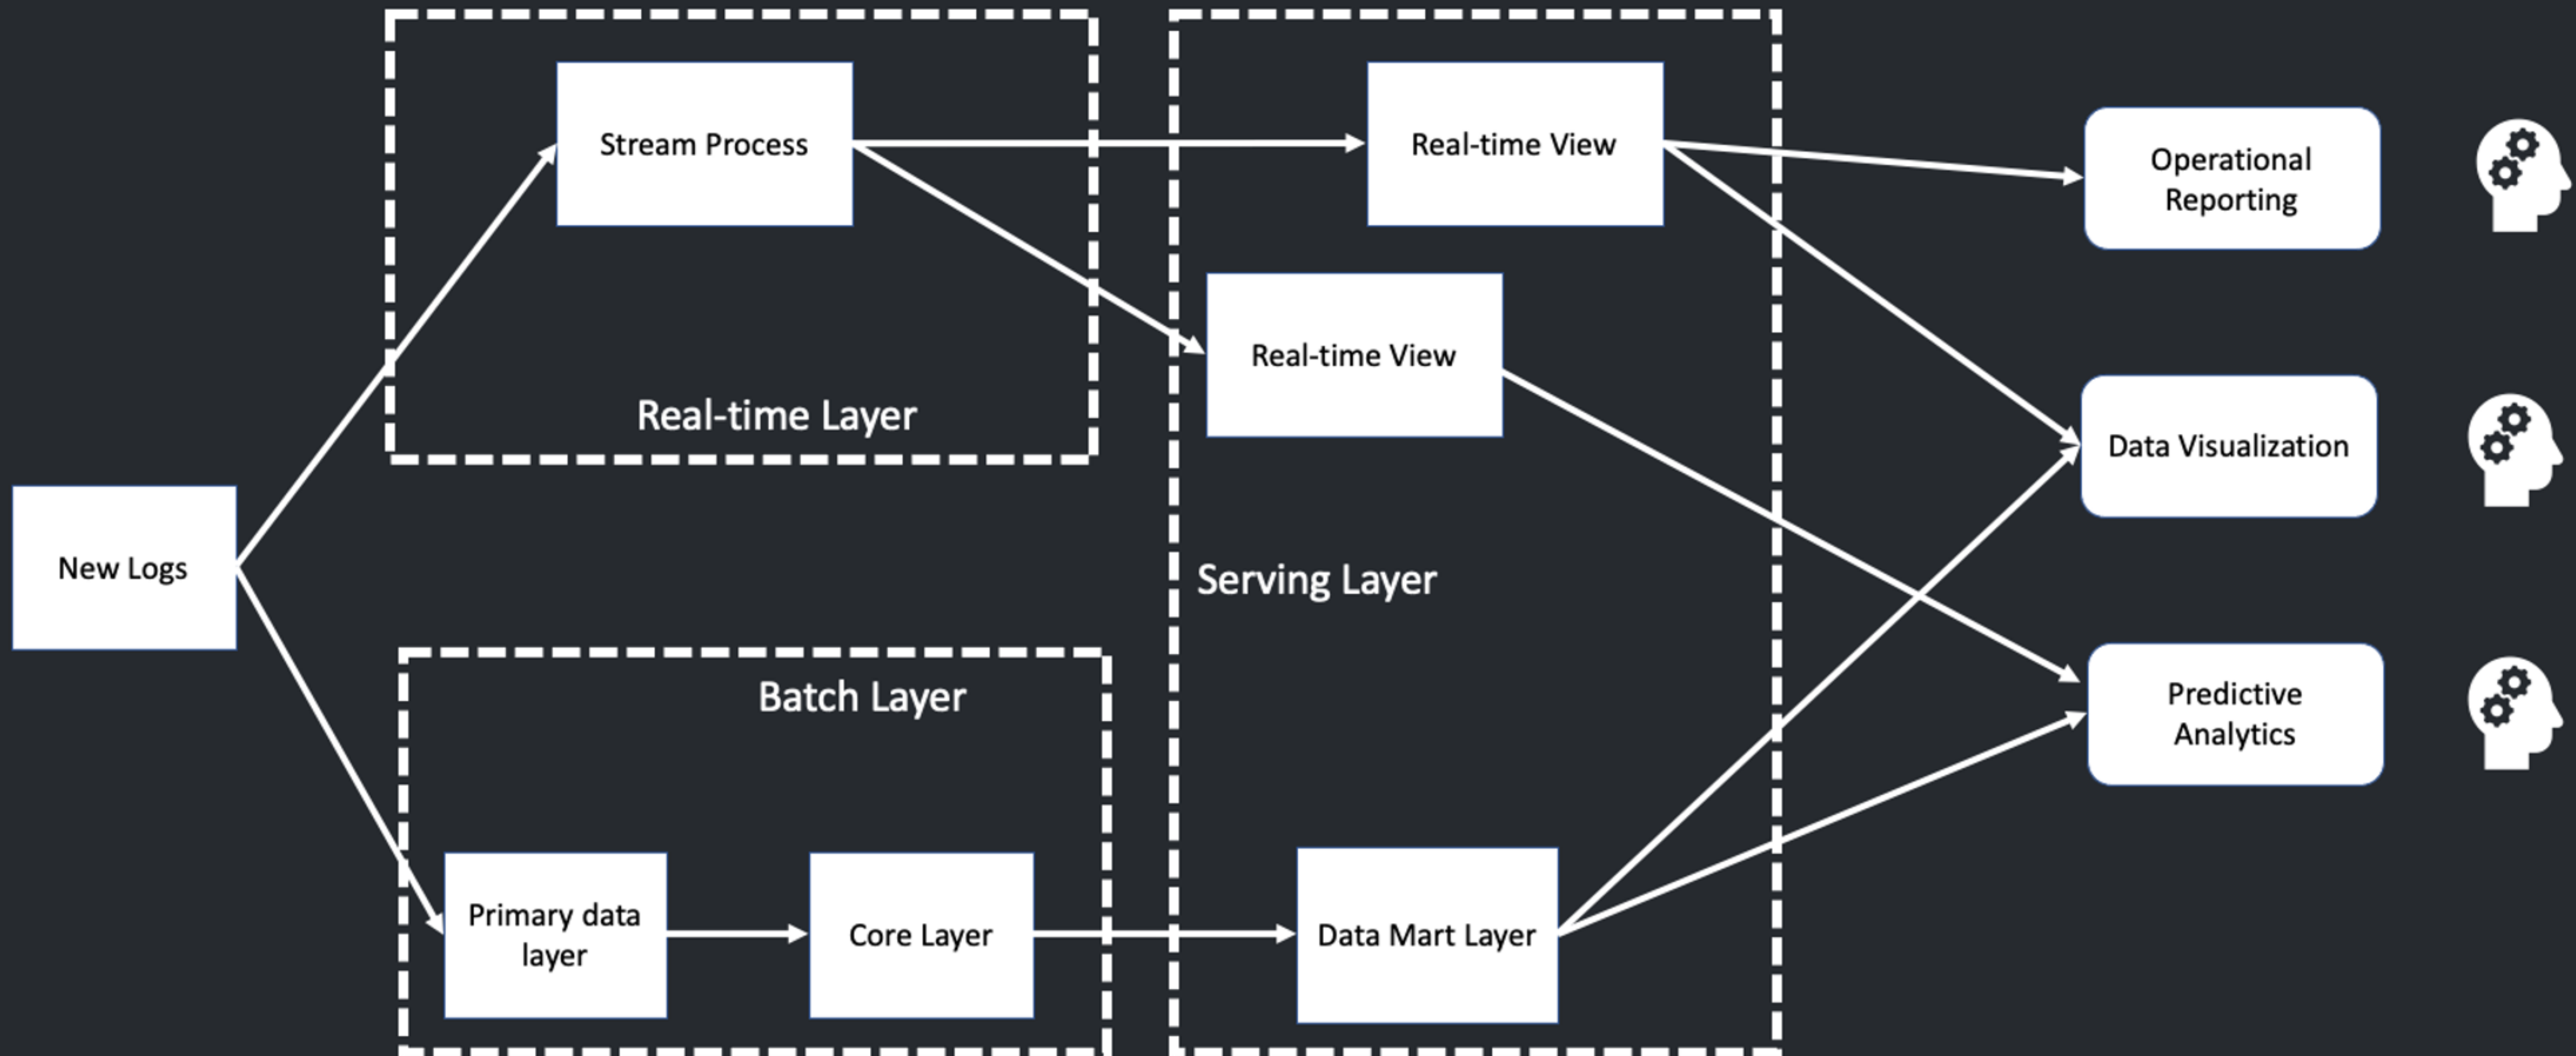 Stream Process
Real-time View
Operational
Reporting
Real-time View
Real-time Layer
Data Visualization
New Logs
Serving Layer
Batch Layer
Predictive
Analytics
Primary data
layer
Core Layer
Data Mart Layer